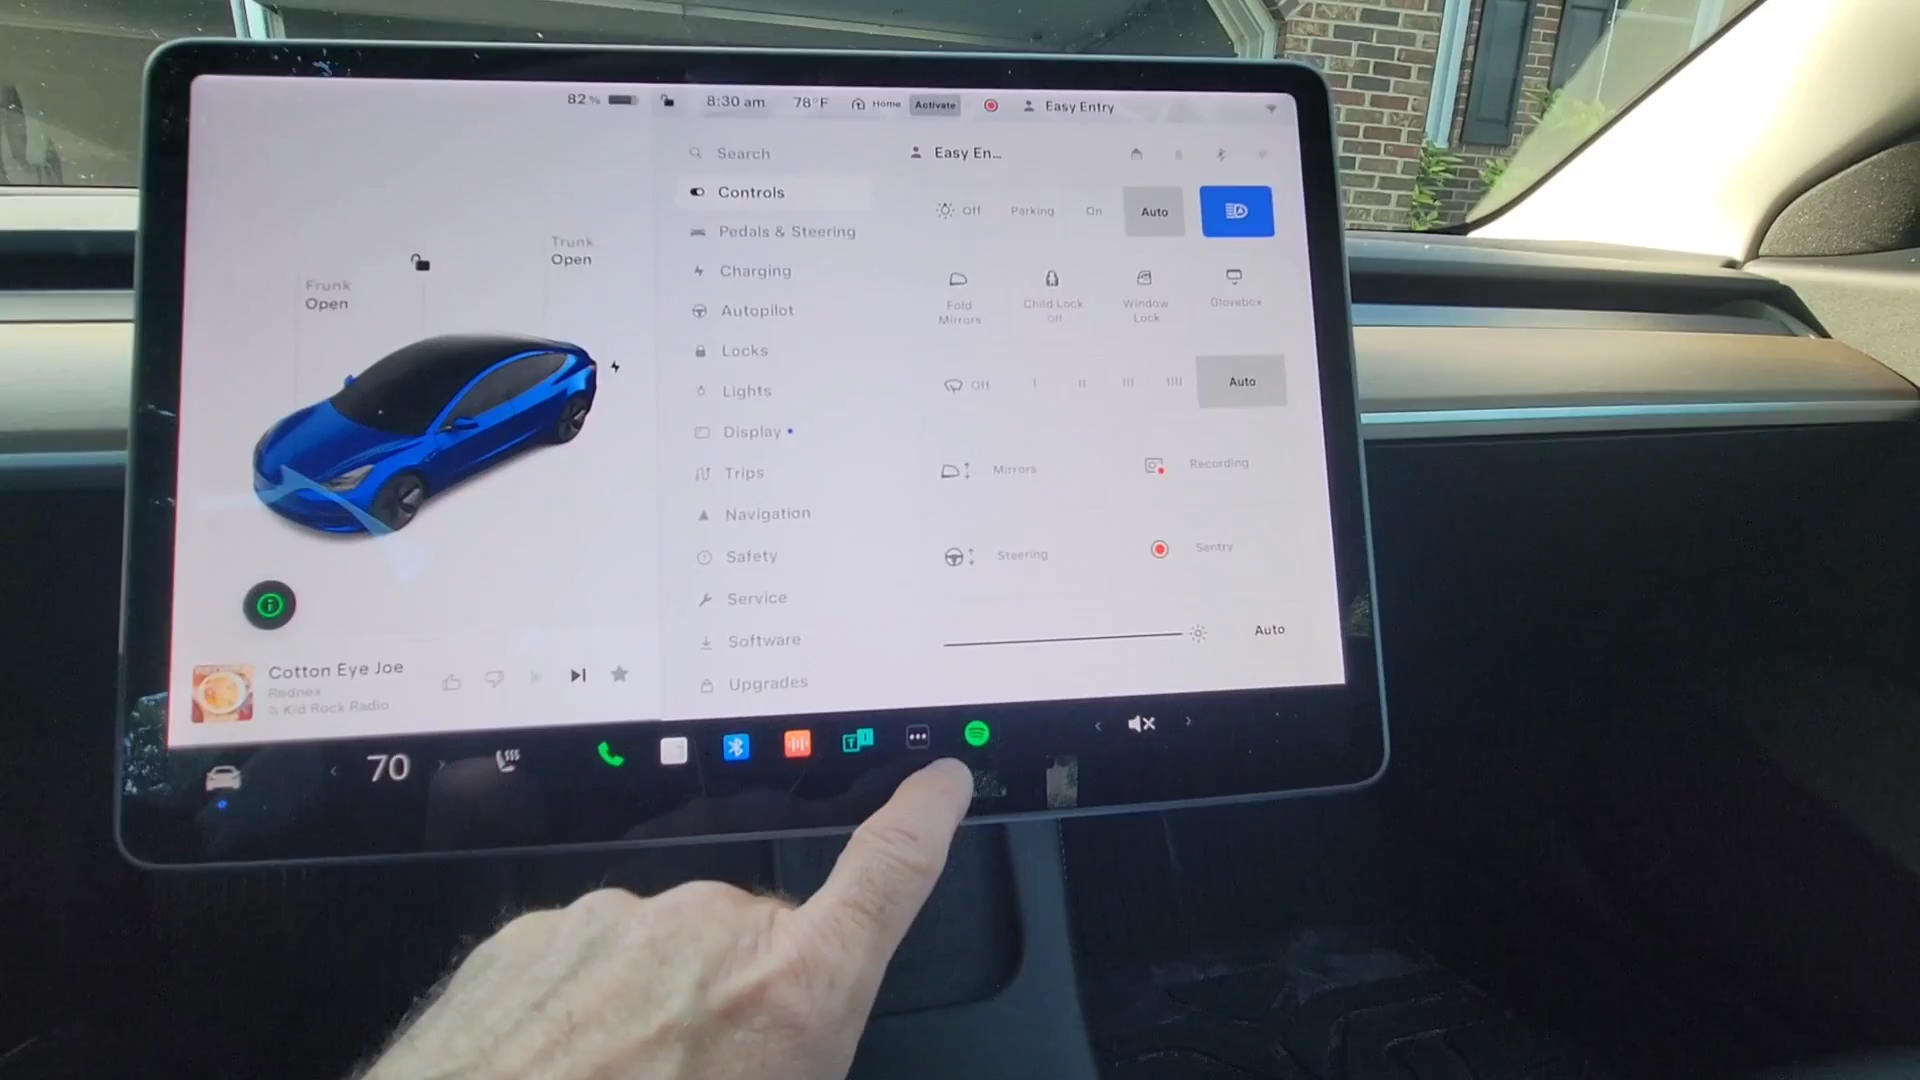 82%
8:30 am
78°F
Home
Activate
Easy Entry
Search
Easy En...
Controls
Off
Parking
On
Auto
Pedals & Steering
Trunk
Open
Frunk
Open
Charging
Fold
Mirrors
Child Lock
Off
Window
Lock
Glovebox
Autopilot
Locks
Off
I
II
III
IIII
Auto
Lights
Display
Trips
Mirrors
Recording
Navigation
Safety
Steering
Sentry
Service
Software
Auto
Upgrades
Cotton Eye Joe
Rednex
Kid Rock Radio
70